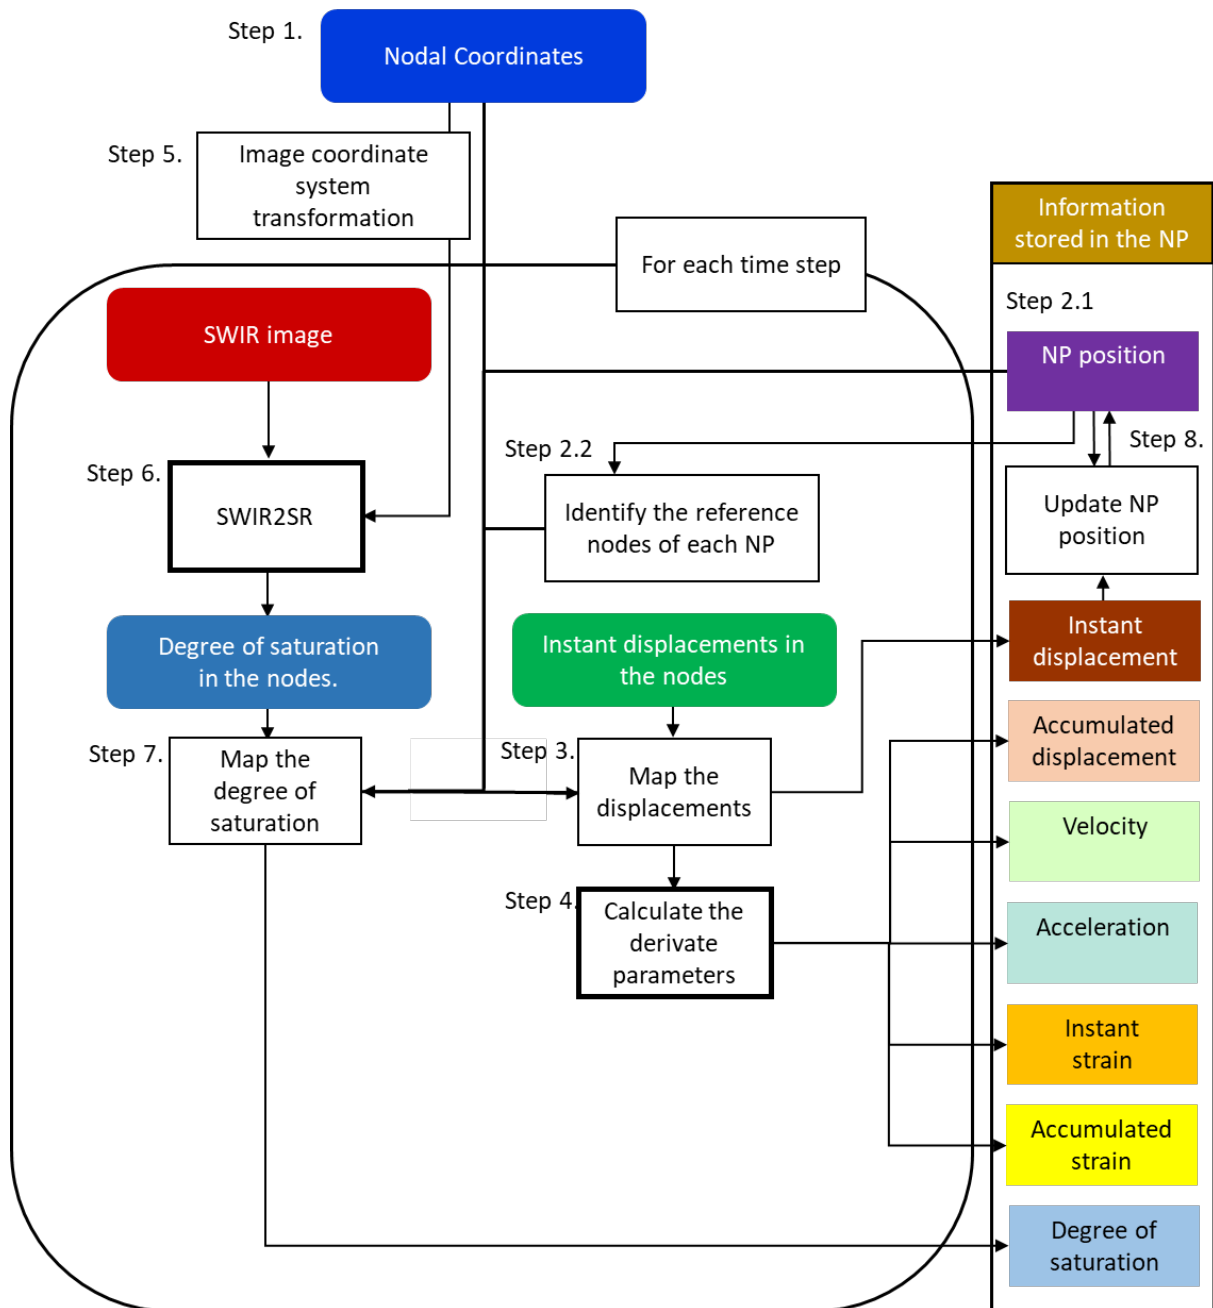 Step 1.
Nodal Coordinates
Step 5.
Image coordinate
system
transformation
Information
stored in the NP
For each time step
Step 2.1
SWIR image
NP position
Step 8.
Step 2.2
Step 6.
SWIR2SR
Identify the reference
nodes of each NP
Update NP
position
Degree of saturation
in the nodes.
Instant displacements in
the nodes
Instant
displacement
Step 7.
Map the
degree of
saturation
Step 3.
Map the
displacements
Accumulated
displacement
Velocity
Step 4.
Calculate the
derivate
parameters
Acceleration
Instant
strain
Accumulated
strain
Degree of
saturation